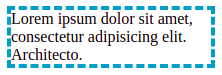 Lorem ipsum dolor sit amet,
consectetur adipisicing elit.
Architecto.